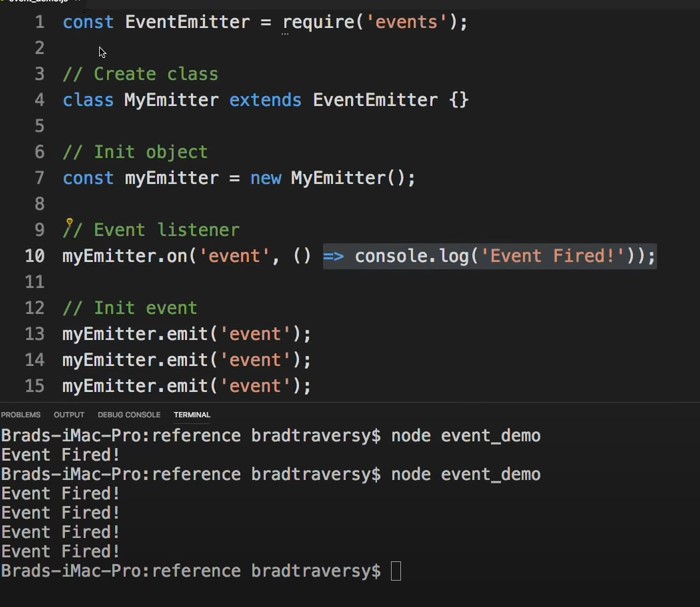 1 const EventEmitter = require('events');
2
3 // Create class
4 class MyEmitter extends EventEmitter {}
5
6 // Init object
7 const myEmitter = new MyEmitter();
8
9 // Event listener
10 myEmitter.on('event', () => console.log('Event Fired!'));
11
12 // Init event
13 myEmitter.emit('event');
14 myEmitter.emit('event');
15 myEmitter.emit('event');
PROBLEMS OUTPUT DEBUG CONSOLE TERMINAL
Brads-iMac-Pro:reference bradtraversy$ node event_demo
Event Fired!
Brads-iMac-Pro:reference bradtraversy$ node event_demo
Event Fired!
Event Fired!
Event Fired!
Event Fired!
Brads-iMac-Pro:reference bradtraversy$